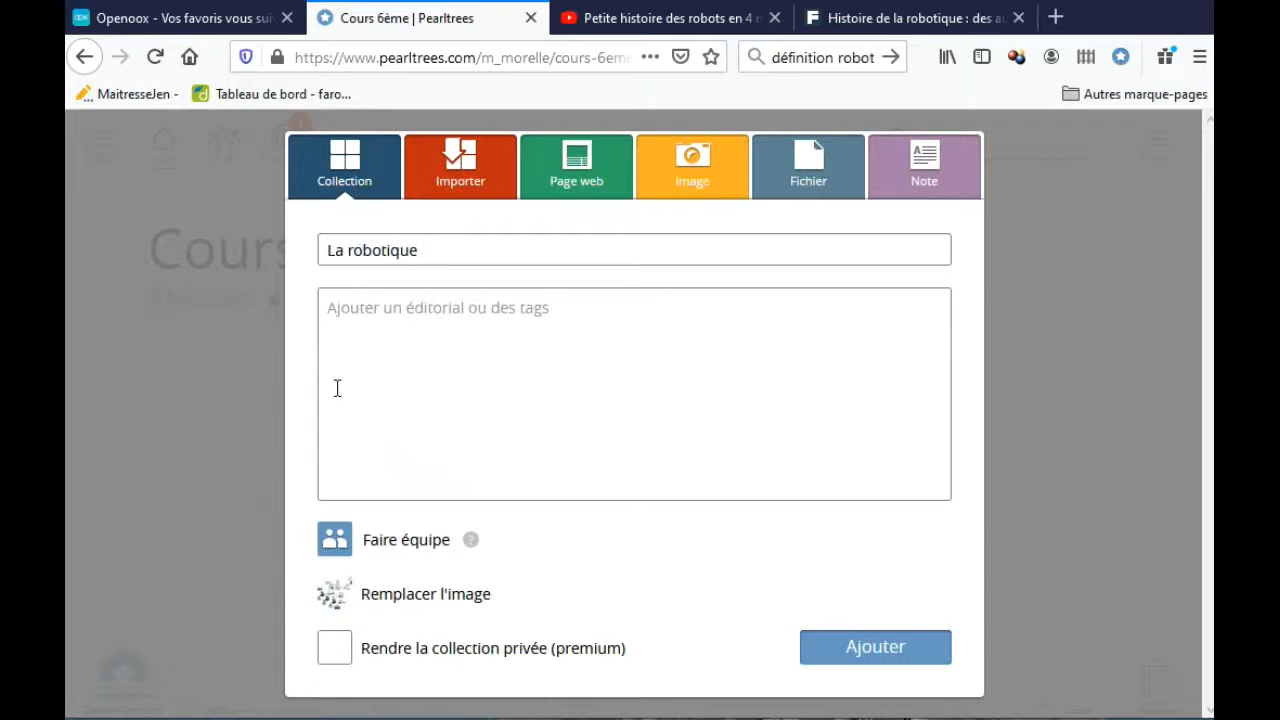 Openoox - Vos favoris vous sui
Cours 6ème | Pearltrees
Petite histoire des robots en 4 m
Histoire de la robotique : des au
https://www.pearltrees.com/m_morelle/cours-6eme
définition robot
MaitresseJen -
Tableau de bord - faro...
Autres marque-pages
Collection
Importer
Page web
Image
Fichier
Note
Cours
La robotique
Ajouter un éditorial ou des tags
Faire équipe ?
Remplacer l'image
Rendre la collection privée (premium)
Ajouter